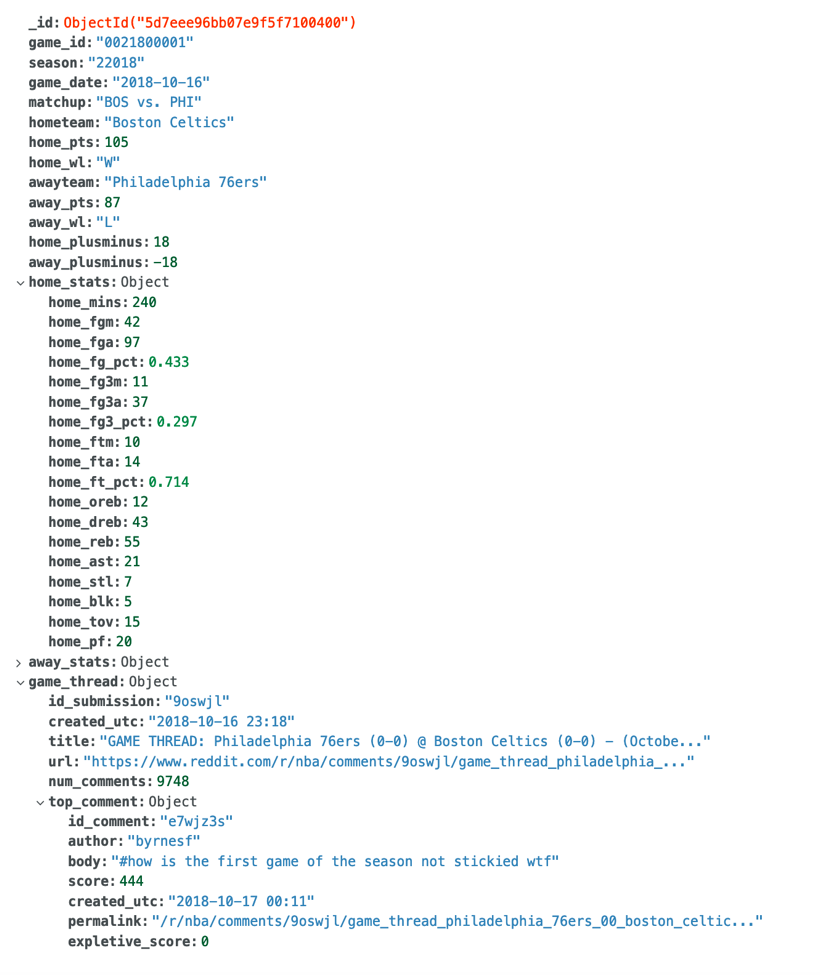 _id: ObjectId("5d7eee96bb07e9f5f7100400")
game_id: "0021800001"
season: "22018"
game_date: "2018-10-16"
matchup: "BOS vs. PHI"
hometeam: "Boston Celtics"
home_pts: 105
home_wl: "W"
awayteam: "Philadelphia 76ers"
away_pts: 87
away_wl: "L"
home_plusminus: 18
away_plusminus: -18
home_stats: Object
home_mins: 240
home_fgm: 42
home_fga: 97
home_fg_pct: 0.433
home_fg3m: 11
home_fg3a: 37
home_fg3_pct: 0.297
home_ftm: 10
home_fta: 14
home_ft_pct: 0.714
home_oreb: 12
home_dreb: 43
home_reb: 55
home_ast: 21
home_stl: 7
home_blk: 5
home_tov: 15
home_pf: 20
away_stats: Object
game_thread: Object
id_submission: "9oswjl"
created_utc: "2018-10-16 23:18"
title: "GAME THREAD: Philadelphia 76ers (0-0) @ Boston Celtics (0-0) - (Octobe..."
url: "https://www.reddit.com/r/nba/comments/9oswjl/game_thread_philadelphia_..."
num_comments: 9748
top_comment: Object
id_comment: "e7wjz3s"
author: "byrnesf"
body: "#how is the first game of the season not stickied wtf"
score: 444
created_utc: "2018-10-17 00:11"
permalink: "/r/nba/comments/9oswjl/game_thread_philadelphia_76ers_00_boston_celtic..."
expletive_score: 0